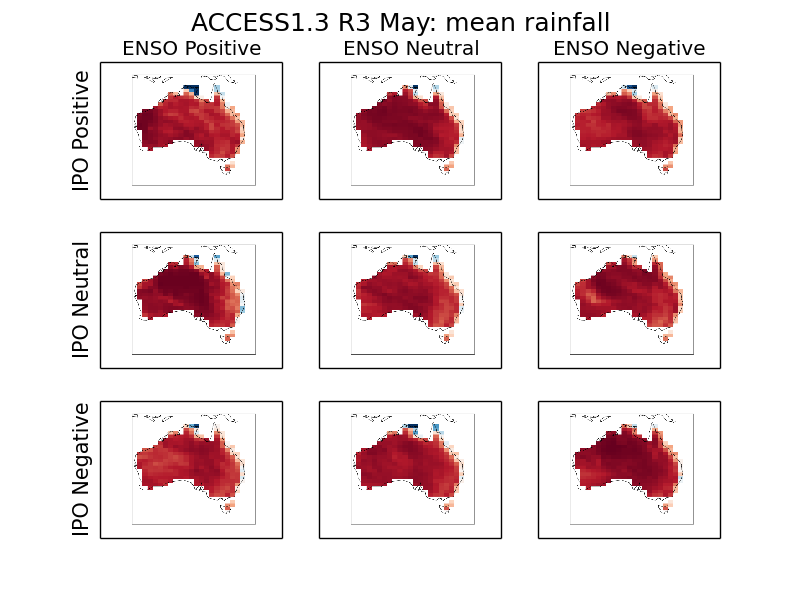 ACCESS1.3 R3 May: mean rainfall
ENSO Positive
ENSO Neutral
ENSO Negative
IPO Positive
IPO Neutral
IPO Negative